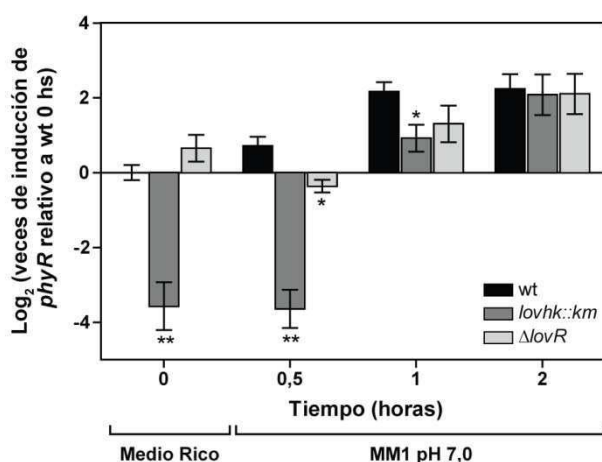 Log₂ (veces de inducción de
phyR relativo a wt 0 hs)
4
2
0
-2
-4
*
*
**
**
wt
lovhk::km
ΔlovR
0
0,5
1
2
Tiempo (horas)
Medio Rico
MM1 pH 7,0